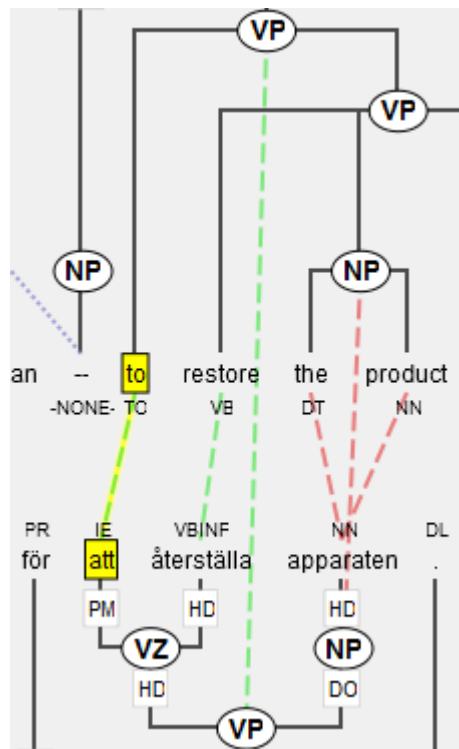 VP
VP
NP NP
an -- to restore the product
-NONE- TO VB DT NN
PR IE VBINF NN DL
för att återställa apparaten .
PM HD HD
VZ NP
HD DO
VP